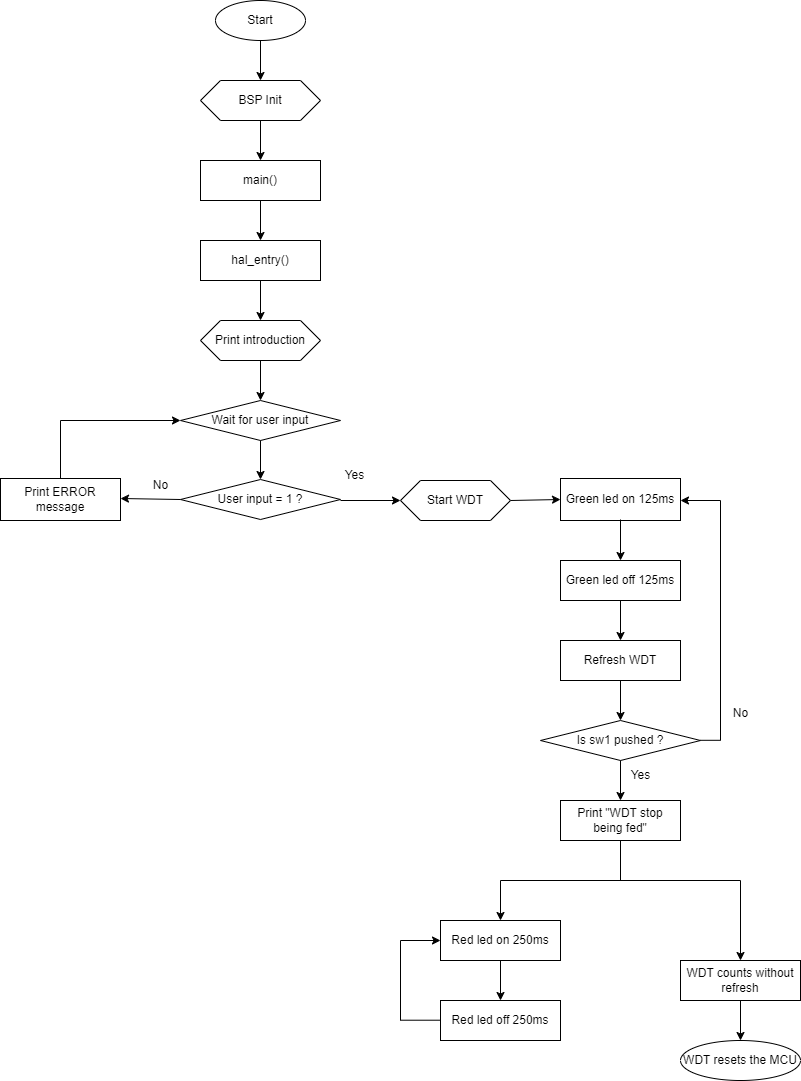 Start
BSP Init
main()
hal_entry()
Print introduction
Wait for user input
Print ERROR
message
No
User input = 1 ?
Yes
Start WDT
Green led on 125ms
Green led off 125ms
Refresh WDT
Is sw1 pushed ?
No
Yes
Print "WDT stop
being fed"
Red led on 250ms
Red led off 250ms
WDT counts without
refresh
WDT resets the MCU